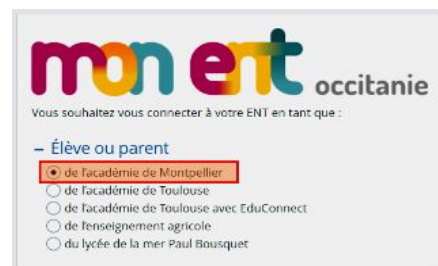 mon ent occitanie
Vous souhaitez vous connecter à votre ENT en tant que :
– Élève ou parent
de l'académie de Montpellier
de l'académie de Toulouse
de l'académie de Toulouse avec EduConnect
de l'enseignement agricole
du lycée de la mer Paul Bousquet